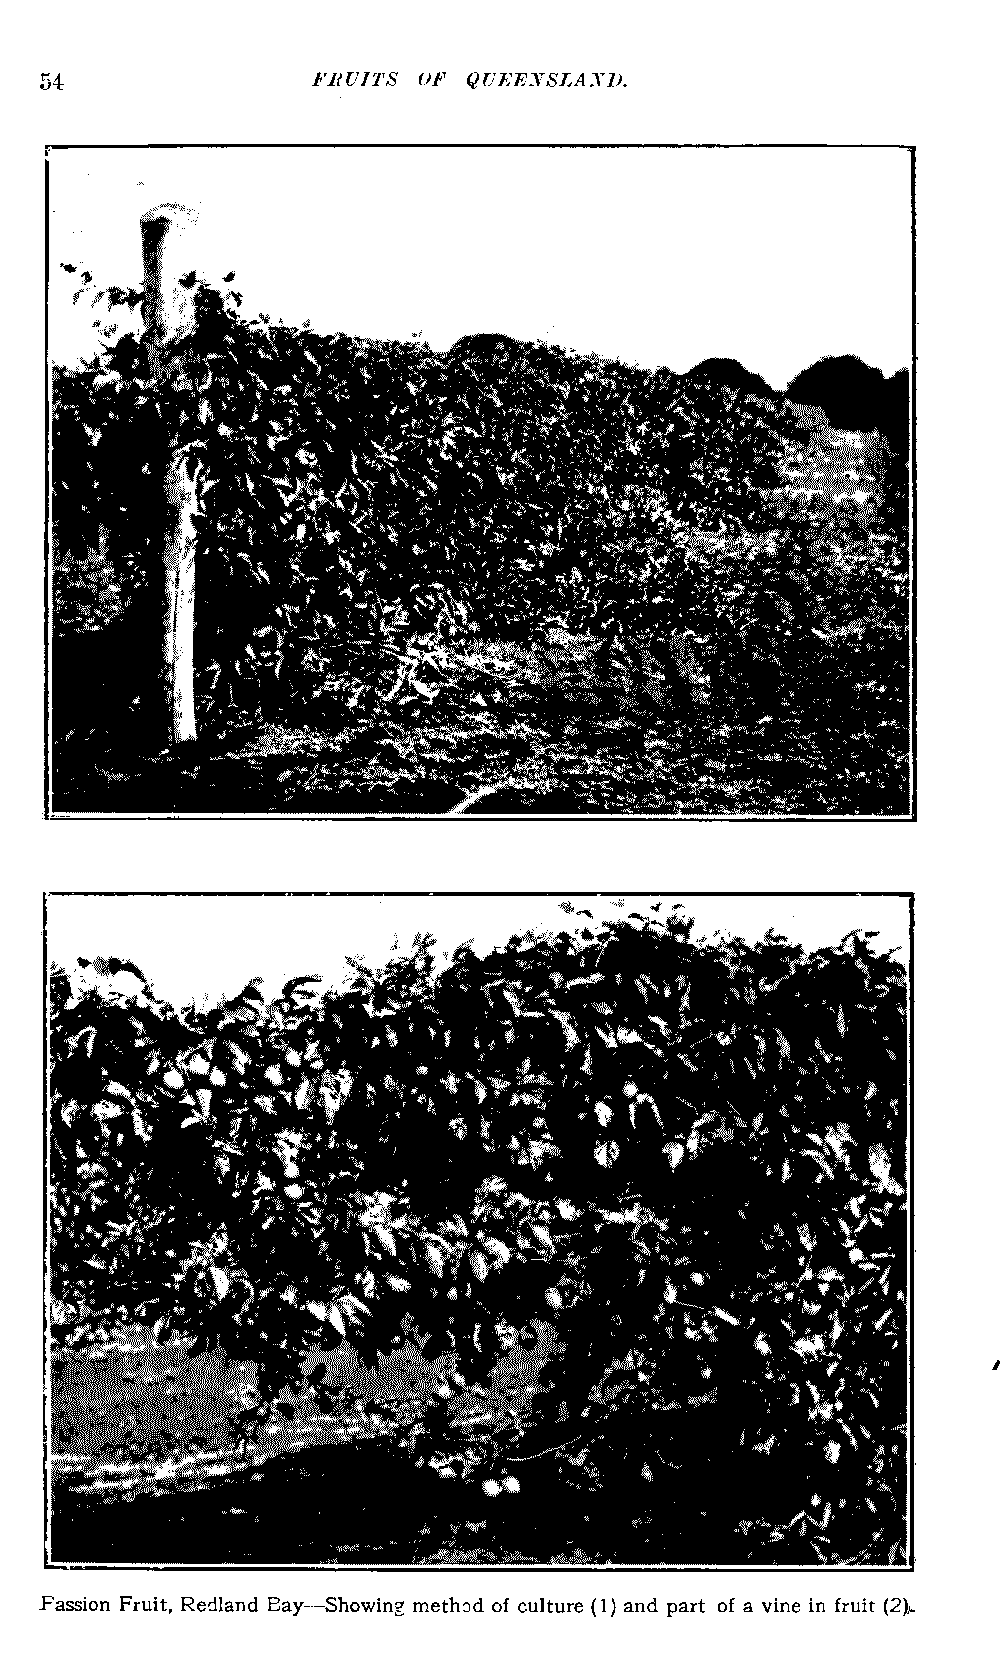 54
FRUITS OF QUEENSLAND.
Passion Fruit, Redland Bay—Showing method of culture (1) and part of a vine in fruit (2).